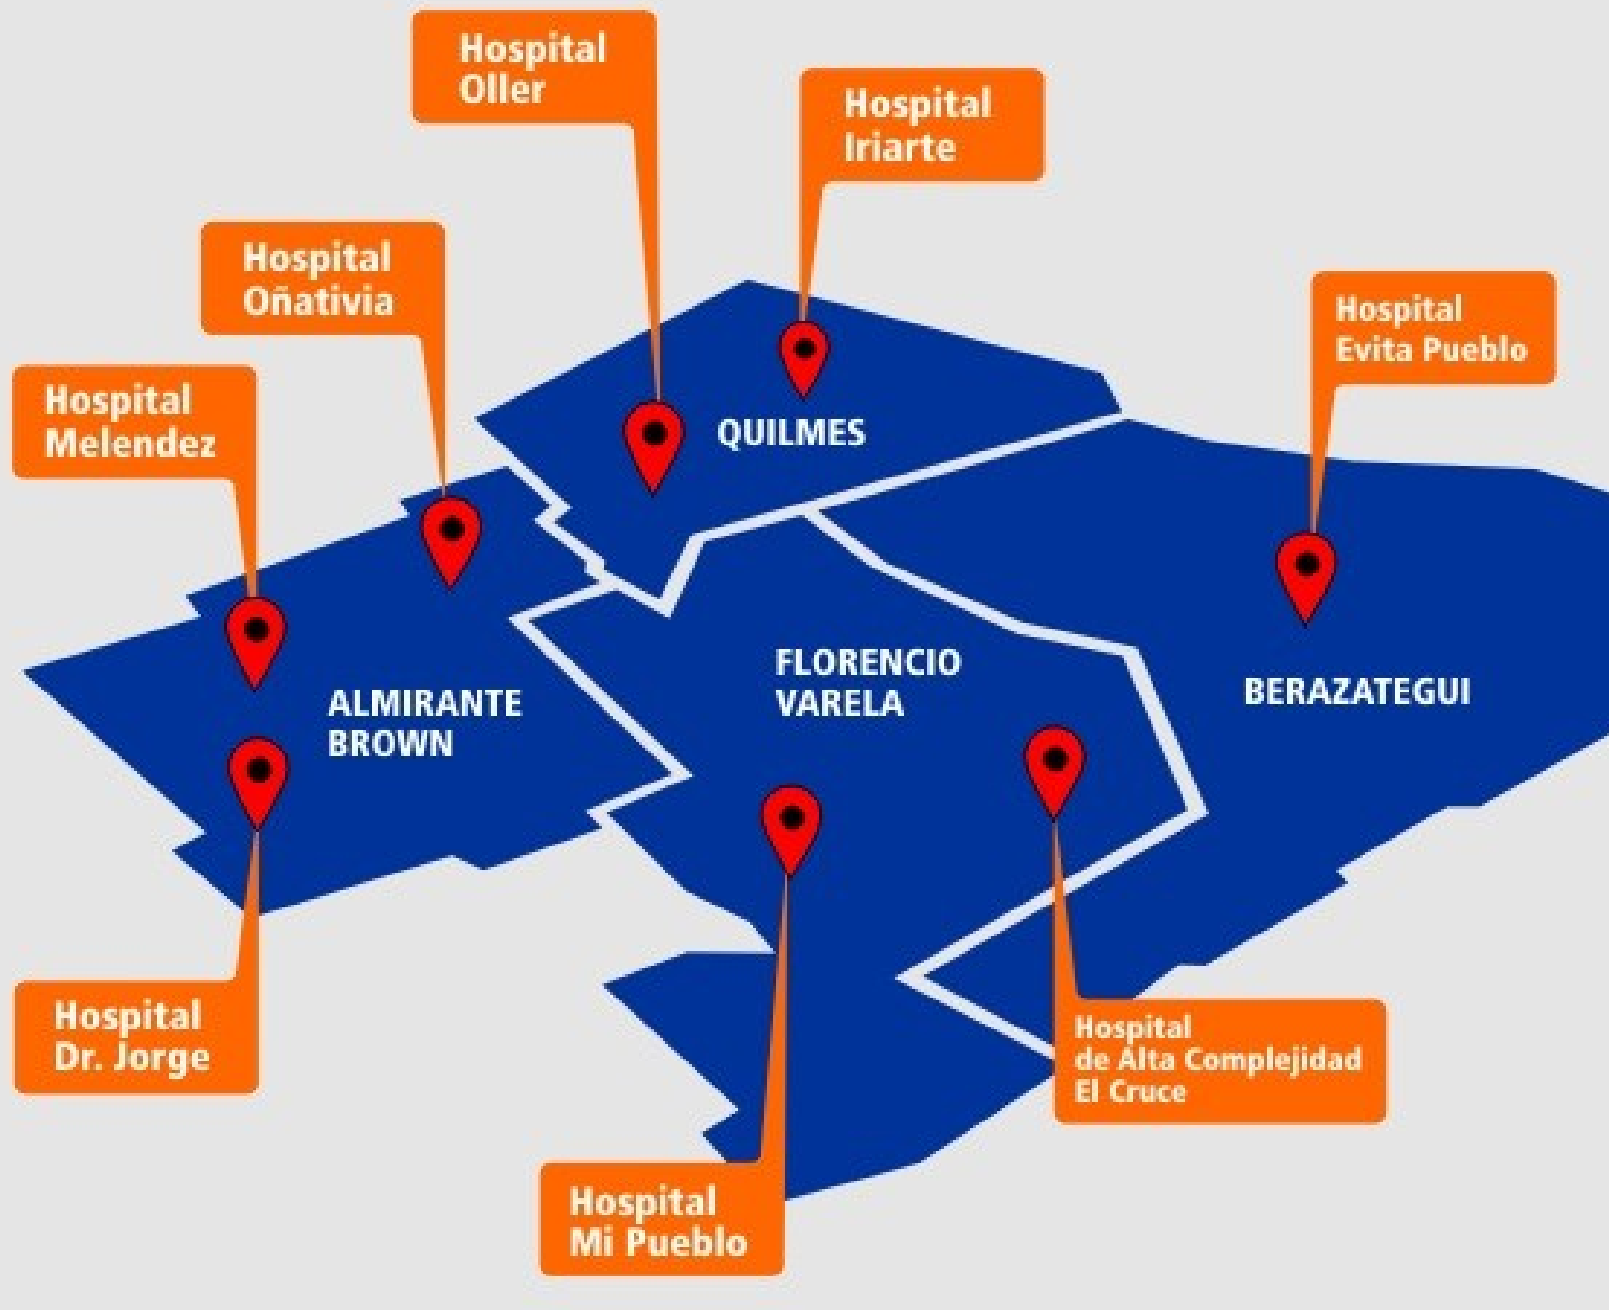 Hospital
Oller
Hospital
Iriarte
Hospital
Oñativia
Hospital
Evita Pueblo
Hospital
Melendez
QUILMES
FLORENCIO
VARELA
BERAZATEGUI
ALMIRANTE
BROWN
Hospital
Dr. Jorge
Hospital
de Alta Complejidad
El Cruce
Hospital
Mi Pueblo